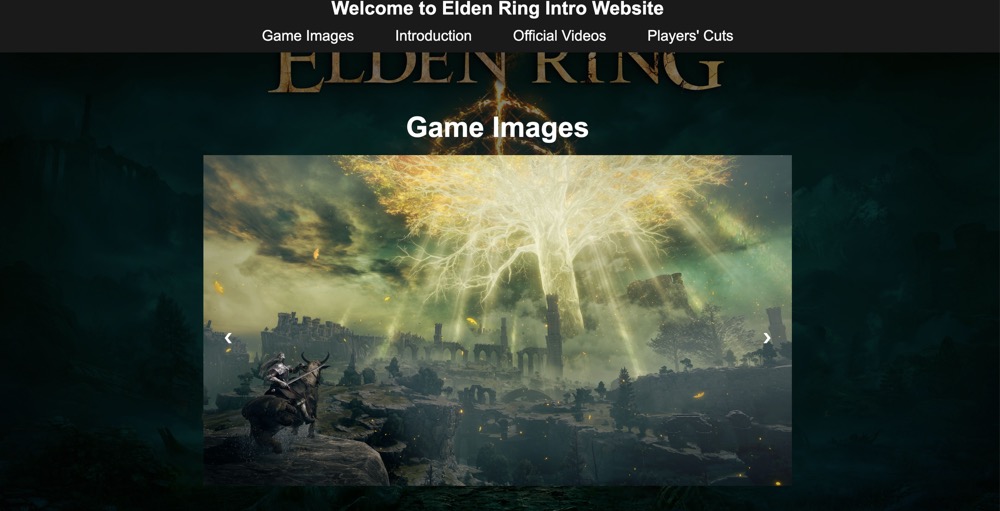 Welcome to Elden Ring Intro Website
Game Images Introduction Official Videos Players' Cuts
ELDEN RING
Game Images
‹ ›